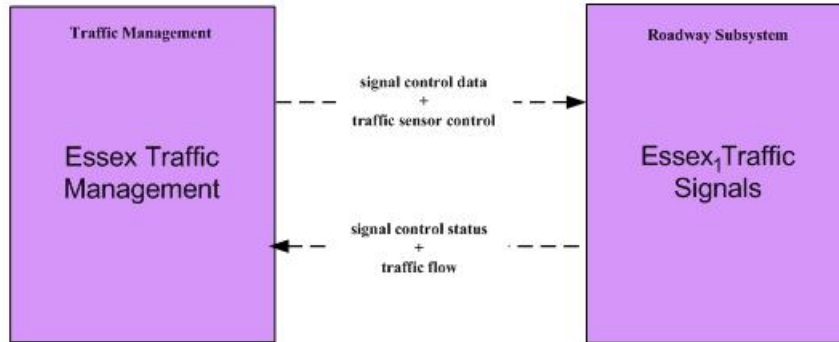 Traffic Management
Essex Traffic
Management
signal control data
+
traffic sensor control
signal control status
+
traffic flow
Roadway Subsystem
Essex₁Traffic
Signals